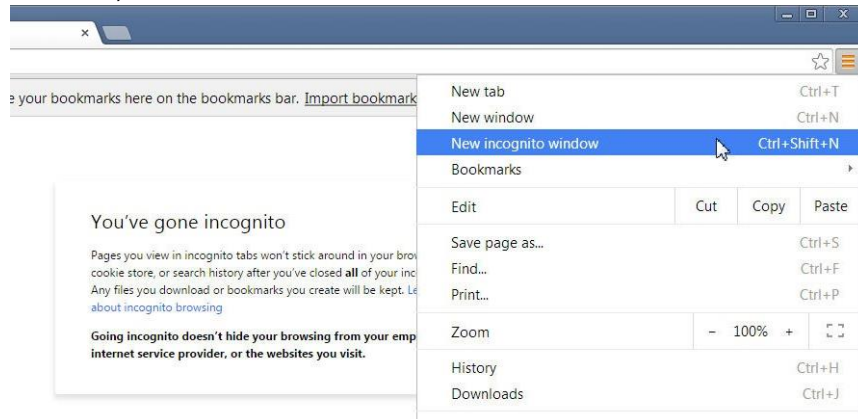 e your bookmarks here on the bookmarks bar. Import bookmark
New tab Ctrl+T
New window Ctrl+N
New incognito window Ctrl+Shift+N
Bookmarks
Edit Cut Copy Paste
Save page as... Ctrl+S
Find... Ctrl+F
Print... Ctrl+P
Zoom - 100% +
History Ctrl+H
Downloads Ctrl+J
You've gone incognito
Pages you view in incognito tabs won't stick around in your brow
cookie store, or search history after you've closed all of your inc
Any files you download or bookmarks you create will be kept. Le
about incognito browsing
Going incognito doesn't hide your browsing from your emp
internet service provider, or the websites you visit.